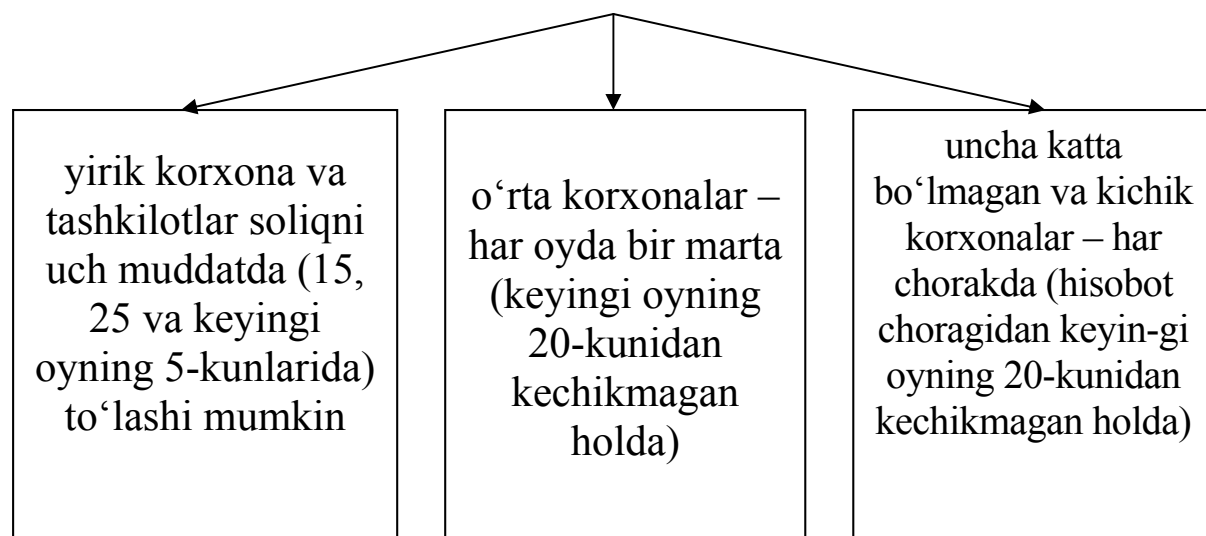 yirik korxona va
tashkilotlar soliqni
uch muddatda (15,
25 va keyingi
oyning 5-kunlarida)
to‘lashi mumkin
o‘rta korxonalar –
har oyda bir marta
(keyingi oyning
20-kunidan
kechikmagan
holda)
uncha katta
bo‘lmagan va kichik
korxonalar – har
chorakda (hisobot
choragidan keyin-gi
oyning 20-kunidan
kechikmagan holda)